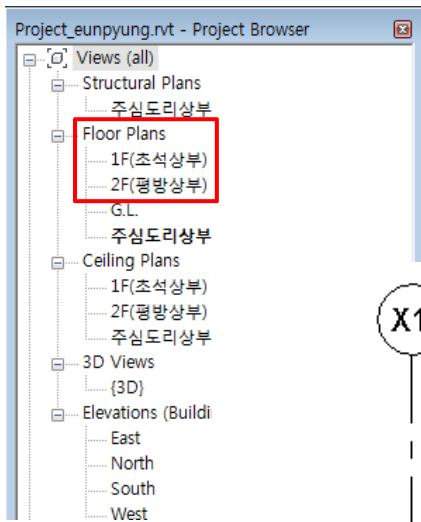 Project_eunpyung.rvt - Project Browser
Views (all)
Structural Plans
주심도리상부
Floor Plans
1F(초석상부)
2F(평방상부)
G.L.
주심도리상부
Ceiling Plans
1F(초석상부)
2F(평방상부)
주심도리상부
3D Views
{3D}
Elevations (Buildi
East
North
South
West
X1